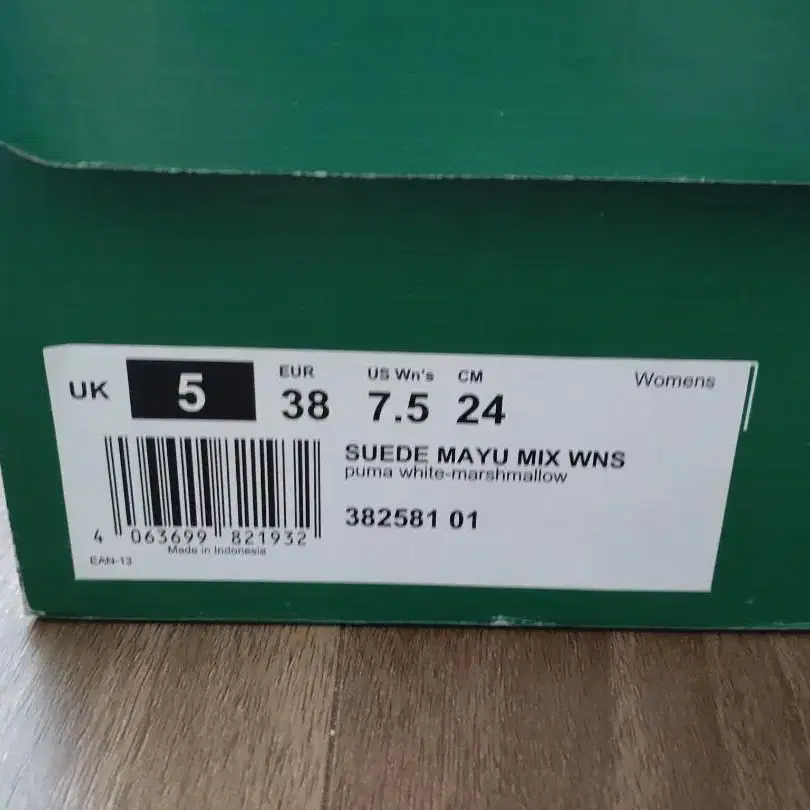 UK 5 EUR 38 US Wn's 7.5 CM 24 Womens
SUEDE MAYU MIX WNS
puma white-marshmallow
382581 01
4 063699 821932
Made in Indonesia
EAN-13